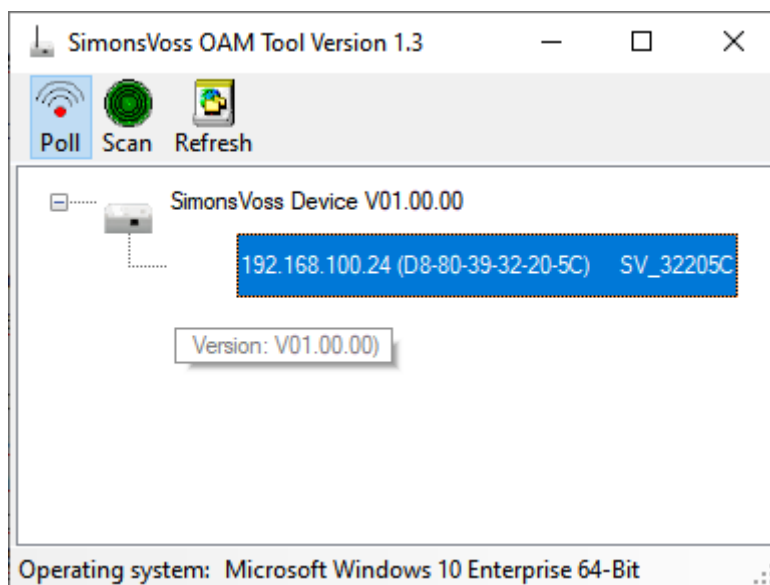 SimonsVoss OAM Tool Version 1.3
Poll Scan Refresh
SimonsVoss Device V01.00.00
192.168.100.24 (D8-80-39-32-20-5C) SV_32205C
Version: V01.00.00)
Operating system: Microsoft Windows 10 Enterprise 64-Bit